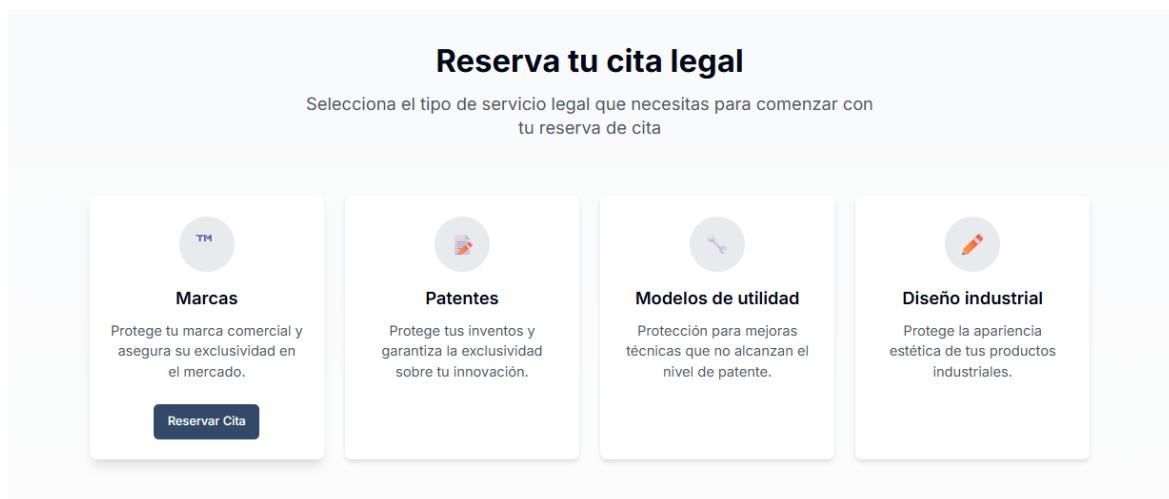 Reserva tu cita legal
Selecciona el tipo de servicio legal que necesitas para comenzar con
tu reserva de cita
TM
Marcas
Protege tu marca comercial y
asegura su exclusividad en
el mercado.
Reservar Cita
Patentes
Protege tus inventos y
garantiza la exclusividad
sobre tu innovación.
Modelos de utilidad
Protección para mejoras
técnicas que no alcanzan el
nivel de patente.
Diseño industrial
Protege la apariencia
estética de tus productos
industriales.